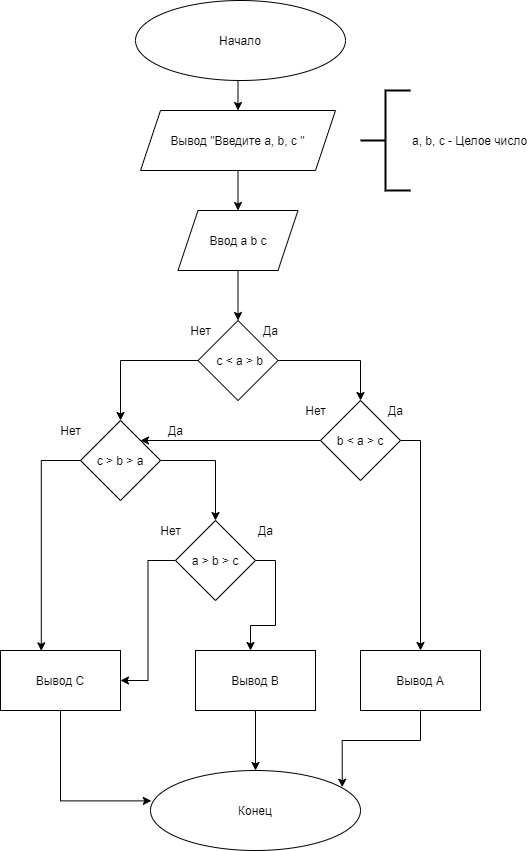 Начало
Вывод "Введите a, b, c "
a, b, c - Целое число
Ввод a b c
Нет
Да
c < a > b
Нет
Да
b < a > c
Нет
Да
c > b > a
Нет
Да
a > b > c
Вывод C
Вывод B
Вывод A
Конец